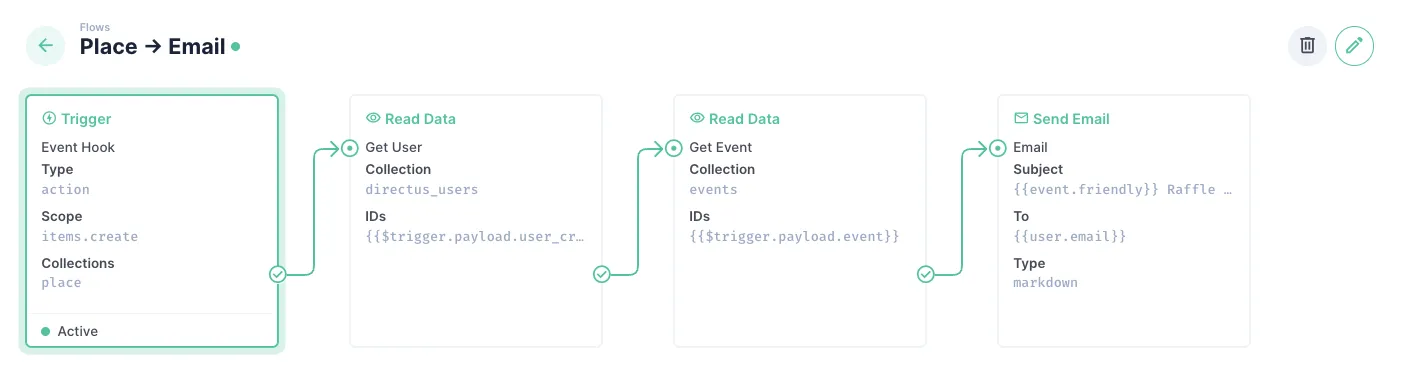 Flows
Place → Email
Trigger
Event Hook
Type
action
Scope
items.create
Collections
place
Active
Read Data
Get User
Collection
directus_users
IDs
{{$trigger.payload.user_cr…
Read Data
Get Event
Collection
events
IDs
{{$trigger.payload.event}}
Send Email
Email
Subject
{{event.friendly}} Raffle …
To
{{user.email}}
Type
markdown